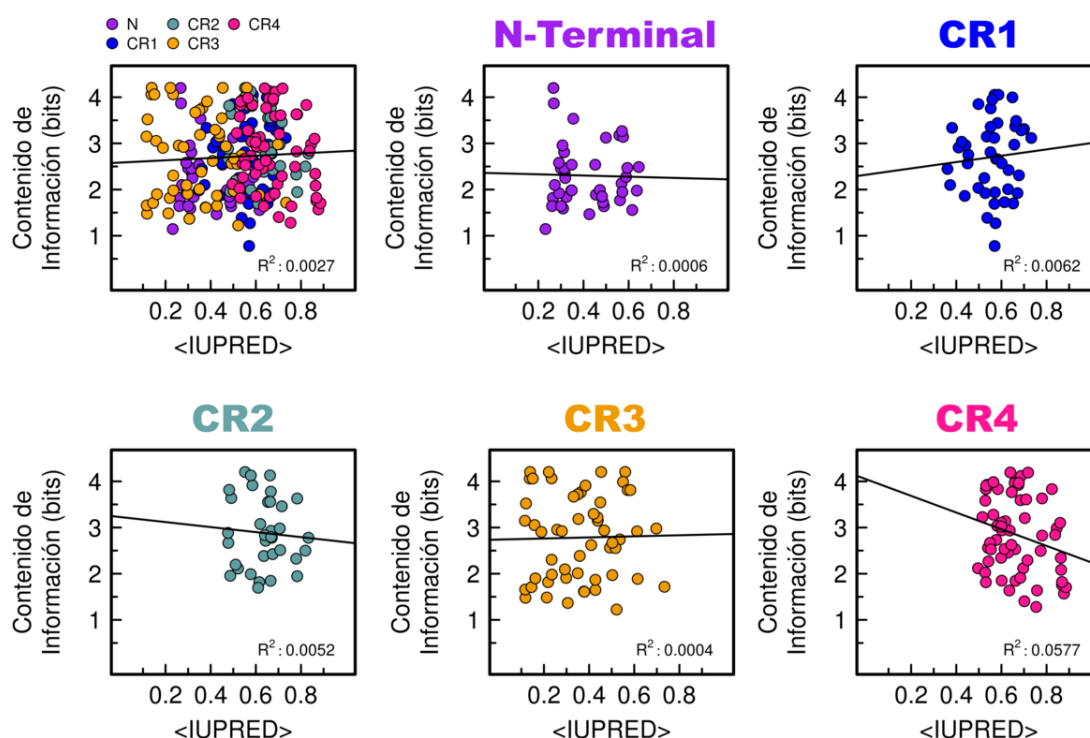 N
CR2
CR4
CR1
CR3
N-Terminal
CR1
Contenido de
Información (bits)
4
3
2
1
R²: 0.0027
0.2 0.4 0.6 0.8
<IUPRED>
Contenido de
Información (bits)
4
3
2
1
R²: 0.0006
0.2 0.4 0.6 0.8
<IUPRED>
Contenido de
Información (bits)
4
3
2
1
R²: 0.0062
0.2 0.4 0.6 0.8
<IUPRED>
CR2
CR3
CR4
Contenido de
Información (bits)
4
3
2
1
R²: 0.0052
0.2 0.4 0.6 0.8
<IUPRED>
Contenido de
Información (bits)
4
3
2
1
R²: 0.0004
0.2 0.4 0.6 0.8
<IUPRED>
Contenido de
Información (bits)
4
3
2
1
R²: 0.0577
0.2 0.4 0.6 0.8
<IUPRED>